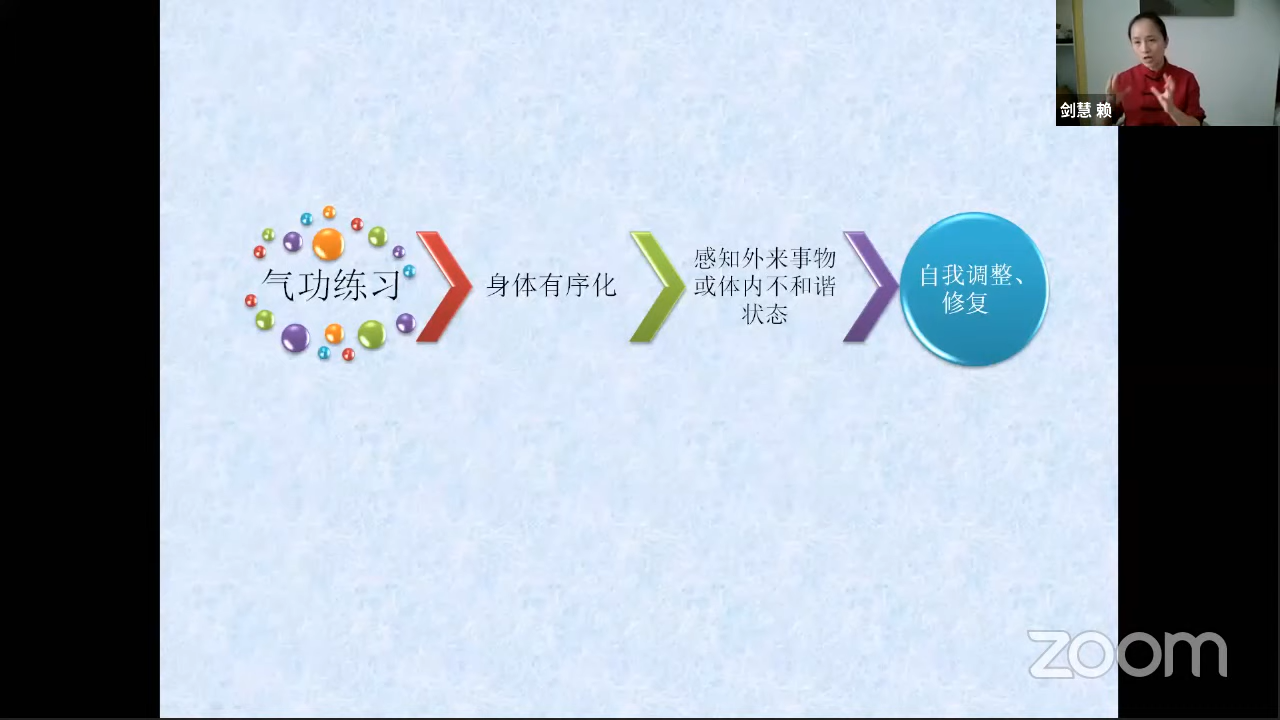 剑慧 赖
气功练习
身体有序化
感知外来事物
或体内不和谐
状态
自我调整、
修复
zoom